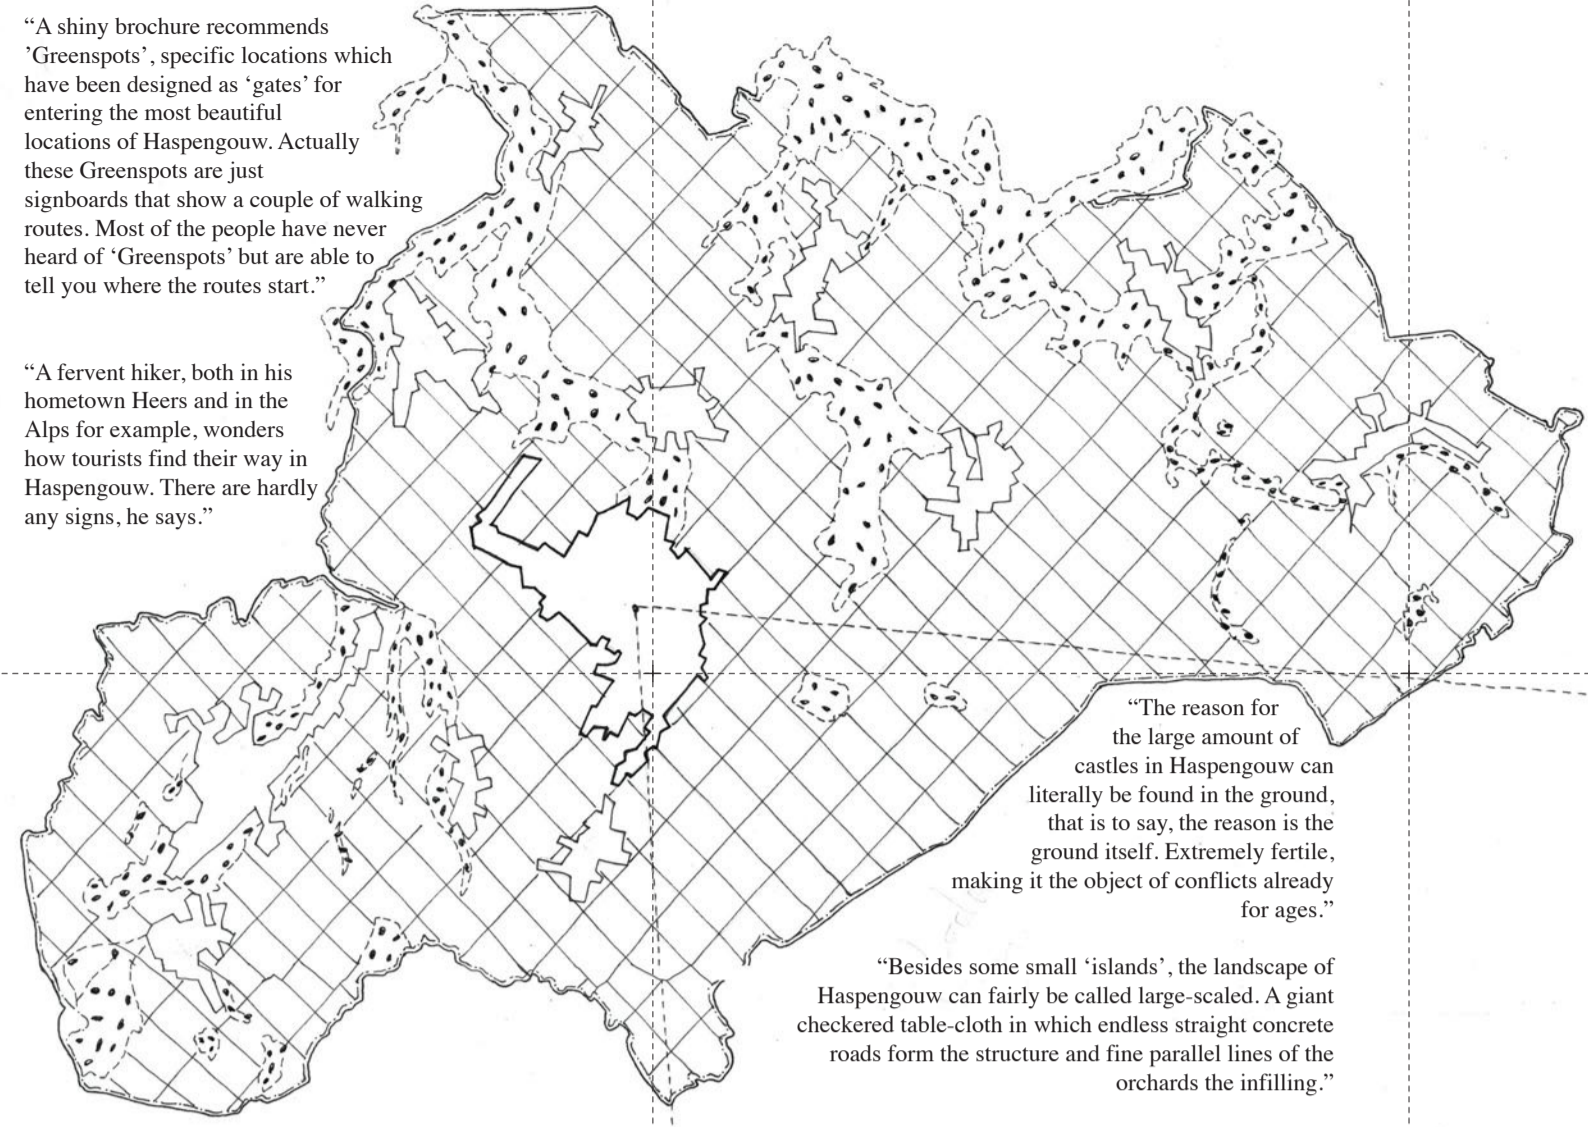 “A shiny brochure recommends
’Greenspots’, specific locations which
have been designed as ‘gates’ for
entering the most beautiful
locations of Haspengouw. Actually
these Greenspots are just
signboards that show a couple of walking
routes. Most of the people have never
heard of ‘Greenspots’ but are able to
tell you where the routes start.”
“A fervent hiker, both in his
hometown Heers and in the
Alps for example, wonders
how tourists find their way in
Haspengouw. There are hardly
any signs, he says.”
“The reason for
the large amount of
castles in Haspengouw can
literally be found in the ground,
that is to say, the reason is the
ground itself. Extremely fertile,
making it the object of conflicts already
for ages.”
“Besides some small ‘islands’, the landscape of
Haspengouw can fairly be called large-scaled. A giant
checkered table-cloth in which endless straight concrete
roads form the structure and fine parallel lines of the
orchards the infilling.”